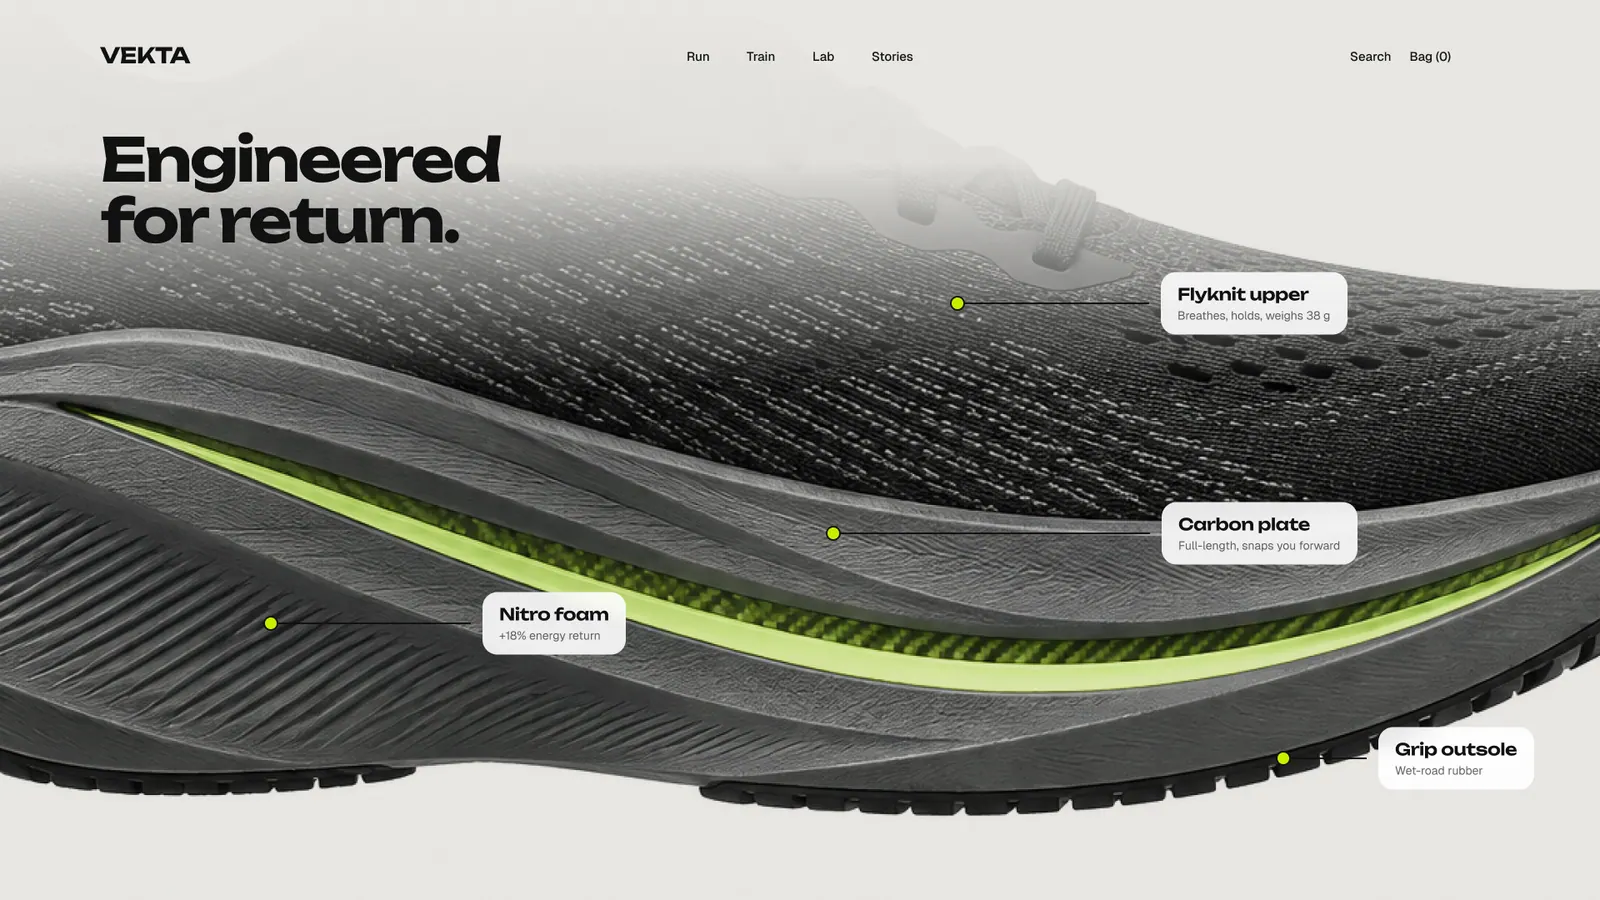 VEKTA
Run
Train
Lab
Stories
Search
Bag (0)
Engineered
for return.
Flyknit upper
Breathes, holds, weighs 38 g
Carbon plate
Full-length, snaps you forward
Nitro foam
+18% energy return
Grip outsole
Wet-road rubber